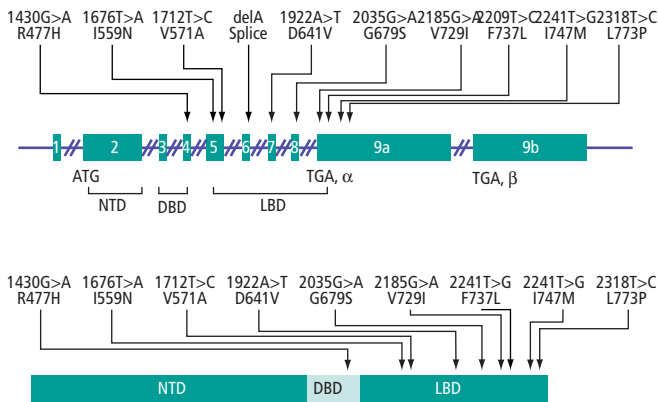 1430G>A 1676T>A 1712T>C delA 1922A>T 2035G>A 2185G>A 2209T>C 2241T>G 2318T>C
R477H I559N V571A Splice D641V G679S V729I F737L I747M L773P
1 2 3 4 5 6 7 8 9a 9b
ATG TGA, α TGA, β
NTD DBD LBD
1430G>A 1676T>A 1712T>C 1922A>T 2035G>A 2185G>A 2241T>G 2241T>G 2318T>C
R477H I559N V571A D641V G679S V729I F737L I747M L773P
NTD DBD LBD